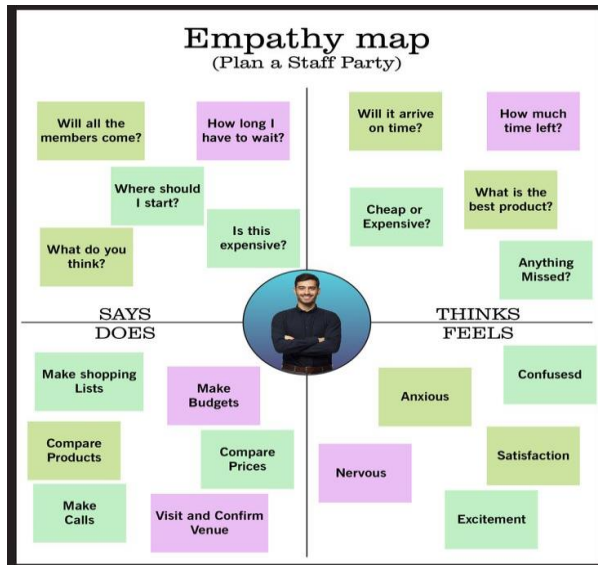 Empathy map
(Plan a Staff Party)
Will all the
members come?
How long I
have to wait?
Where should
I start?
Is this
expensive?
What do you
think?
SAYS
Will it arrive
on time?
How much
time left?
What is the
best product?
Cheap or
Expensive?
Anything
Missed?
THINKS
DOES
Make shopping
Lists
Make
Budgets
Compare
Products
Compare
Prices
Make
Calls
Visit and Confirm
Venue
FEELS
Confusesd
Anxious
Satisfaction
Nervous
Excitement